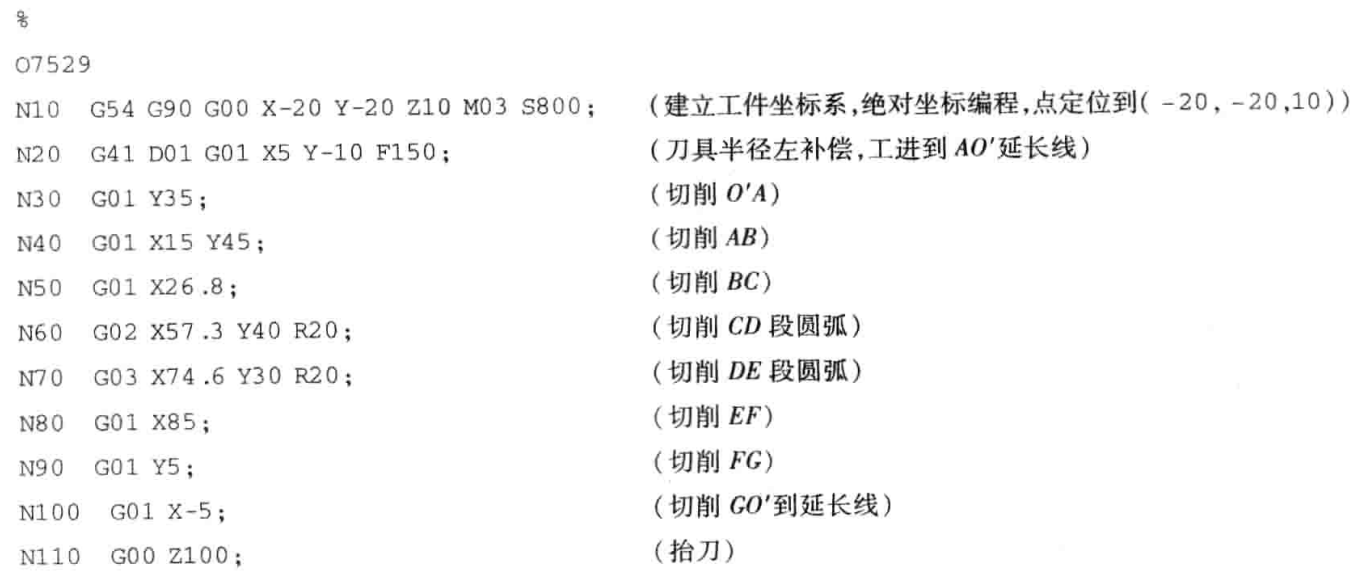 %
O7529
N10 G54 G90 G00 X-20 Y-20 Z10 M03 S800; (建立工件坐标系,绝对坐标编程,点定位到( -20, -20,10))
N20 G41 D01 G01 X5 Y-10 F150; (刀具半径左补偿,工进到 AO'延长线)
N30 G01 Y35; (切削 O'A)
N40 G01 X15 Y45; (切削 AB)
N50 G01 X26.8; (切削 BC)
N60 G02 X57.3 Y40 R20; (切削 CD 段圆弧)
N70 G03 X74.6 Y30 R20; (切削 DE 段圆弧)
N80 G01 X85; (切削 EF)
N90 G01 Y5; (切削 FG)
N100 G01 X-5; (切削 GO'到延长线)
N110 G00 Z100; (抬刀)